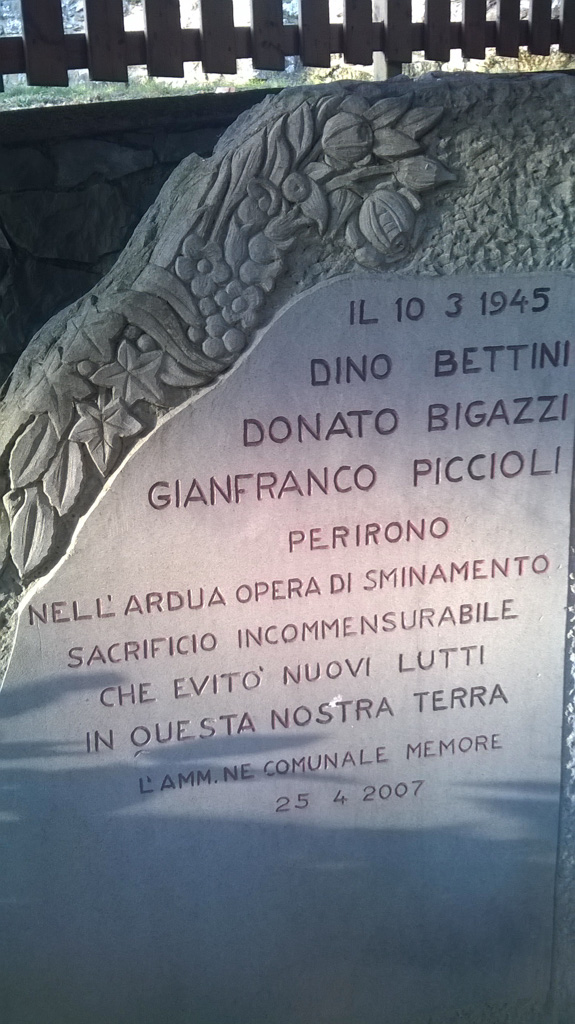 IL 10 3 1945
DINO BETTINI
DONATO BIGAZZI
GIANFRANCO PICCIOLI
PERIRONO
NELL'ARDUA OPERA DI SMINAMENTO
SACRIFICIO INCOMMENSURABILE
CHE EVITO' NUOVI LUTTI
IN QUESTA NOSTRA TERRA
L'AMM.NE COMUNALE MEMORE
25 4 2007